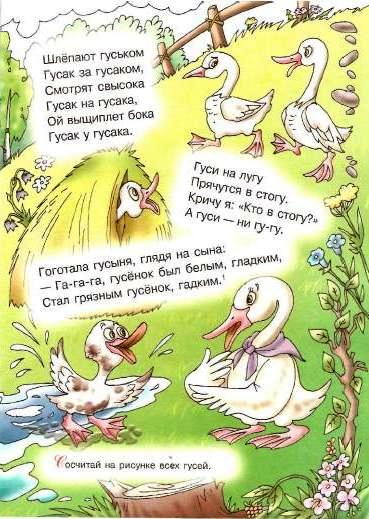 Шлёпают гуськом
Гусак за гусаком,
Смотрят свысока
Гусак на гусака,
Ой выщиплет бока
Гусак у гусака.
Гуси на лугу
Прячутся в стогу.
Кричу я: «Кто в стогу?»
А гуси — ни гу-гу.
Гоготала гусыня, глядя на сына:
— Га-га-га, гусёнок был белым, гладким,
Стал грязным гусёнок, гадким!
Сосчитай на рисунке всех гусей.